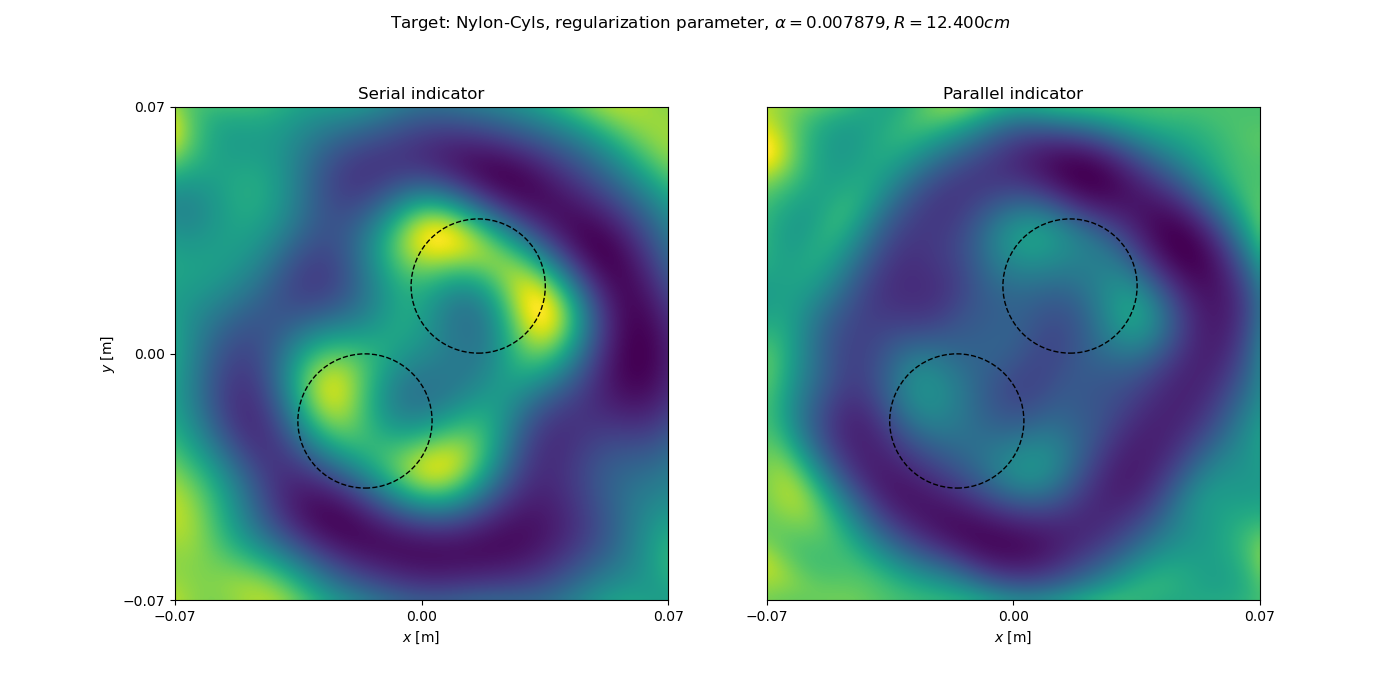 Target: Nylon-Cyls, regularization parameter, α = 0.007879, R = 12.400cm
Serial indicator
Parallel indicator
0.07
0.00
−0.07
y [m]
−0.07
0.00
0.07
x [m]
−0.07
0.00
0.07
x [m]